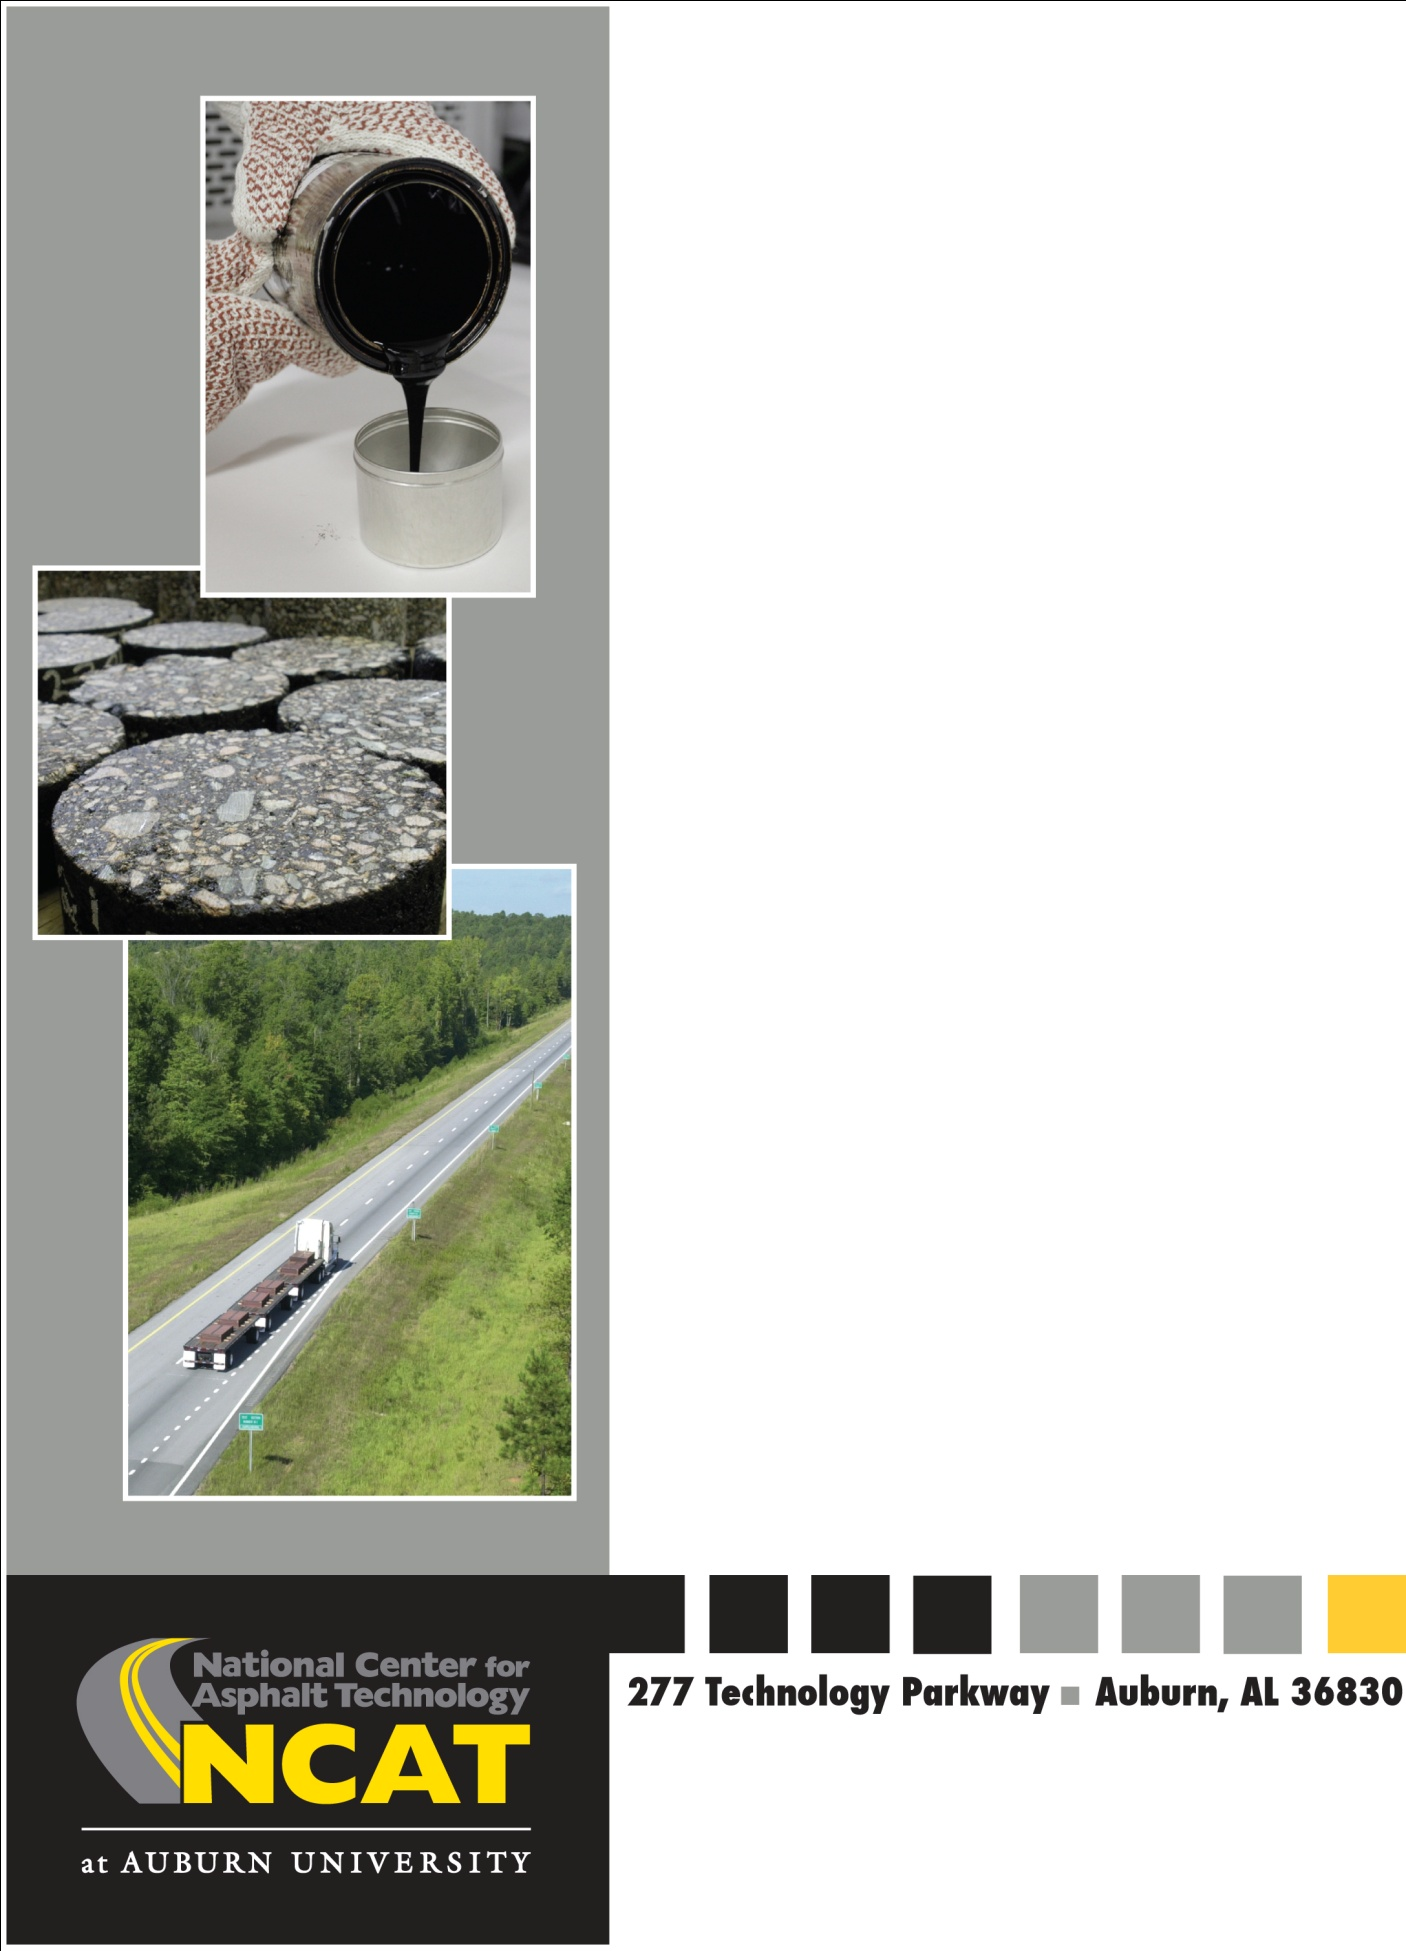 National Center for
Asphalt Technology
NCAT
at AUBURN UNIVERSITY
277 Technology Parkway ■ Auburn, AL 36830